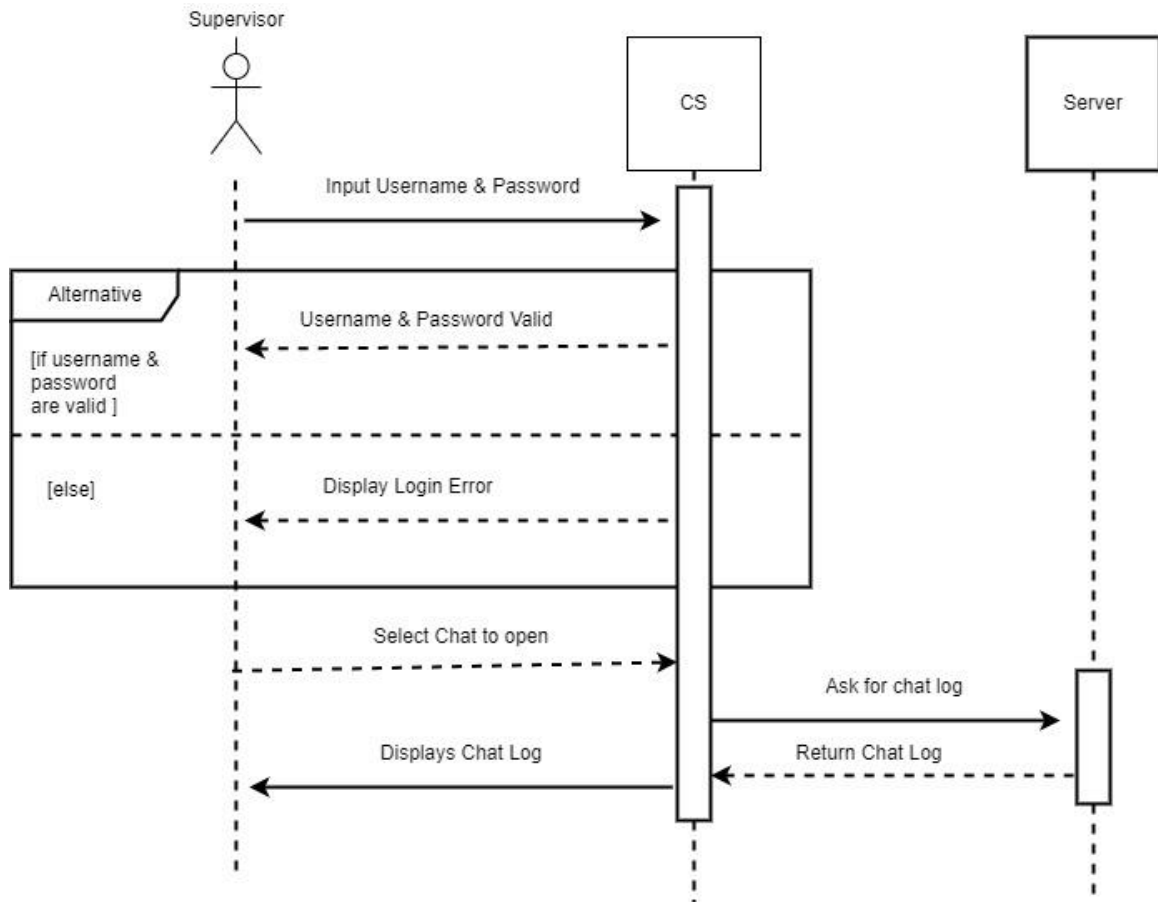 Supervisor
CS
Server
Input Username & Password
Alternative
Username & Password Valid
[if username &
password
are valid ]
[else]
Display Login Error
Select Chat to open
Ask for chat log
Displays Chat Log
Return Chat Log